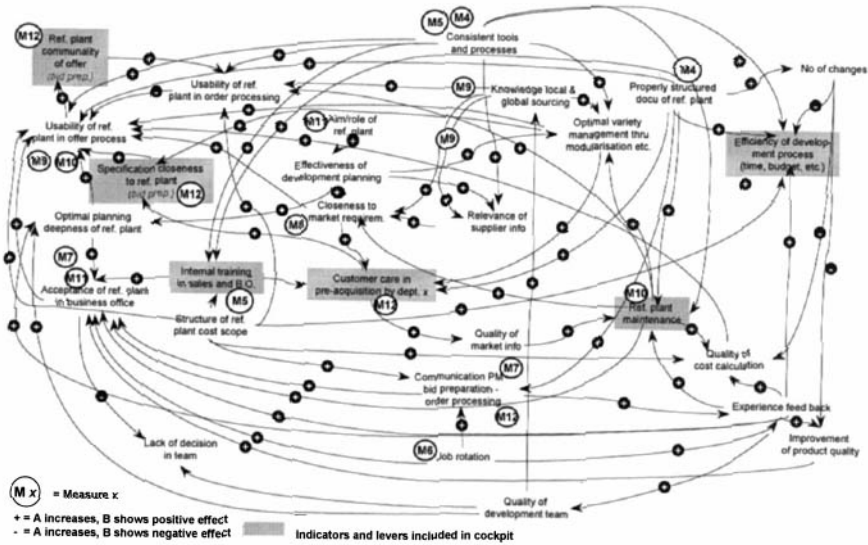 M12
Ref. plant
communality
of offer
(bid prep.)
M5
M4
Consistent tools
and processes
No of changes
Usability of ref.
plant in order processing
M9
Knowledge local &
global sourcing
M4
Properly structured
docu of ref. plant
Usability of ref.
plant in offer process
M11
Aim/role of
ref. plant
Optimal variety
management thru
modularisation etc.
Efficiency of develop-
ment process
(time, budget, etc.)
M9
M10
M9
Specification closeness
to ref. plant
(bid prep.)
M12
Effectiveness of
development planning
Closeness to
market requirem.
M8
Relevance of
supplier info
Optimal planning
deepness of ref. plant
M7
M11
Acceptance of ref. plant
in business office
Internal training
in sales and B.O.
M5
Customer care in
pre-acquisition by dept. x
M12
M10
Ref. plant
maintenance
Structure of ref.
plant cost scope
Quality of
market info
Quality of
cost calculation
Communication PM
bid preparation -
order processing
M7
M12
Experience feed back
Lack of decision
in team
M6
Job rotation
Improvement
of product quality
Quality of
development team
M x = Measure x
+ = A increases, B shows positive effect
- = A increases, B shows negative effect
Indicators and levers included in cockpit